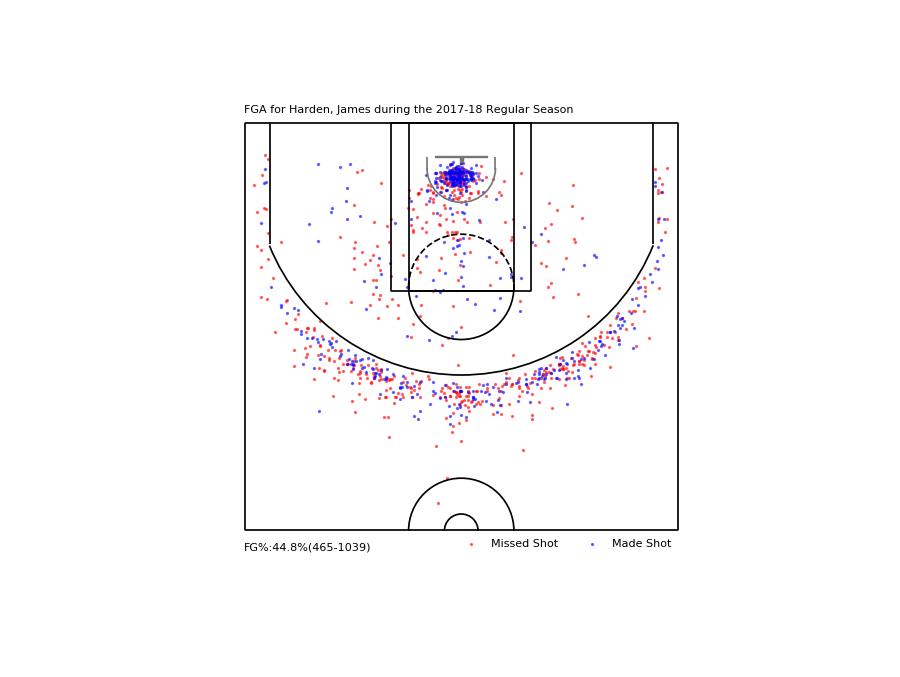 FGA for Harden, James during the 2017-18 Regular Season
FG%:44.8%(465-1039)
Missed Shot
Made Shot